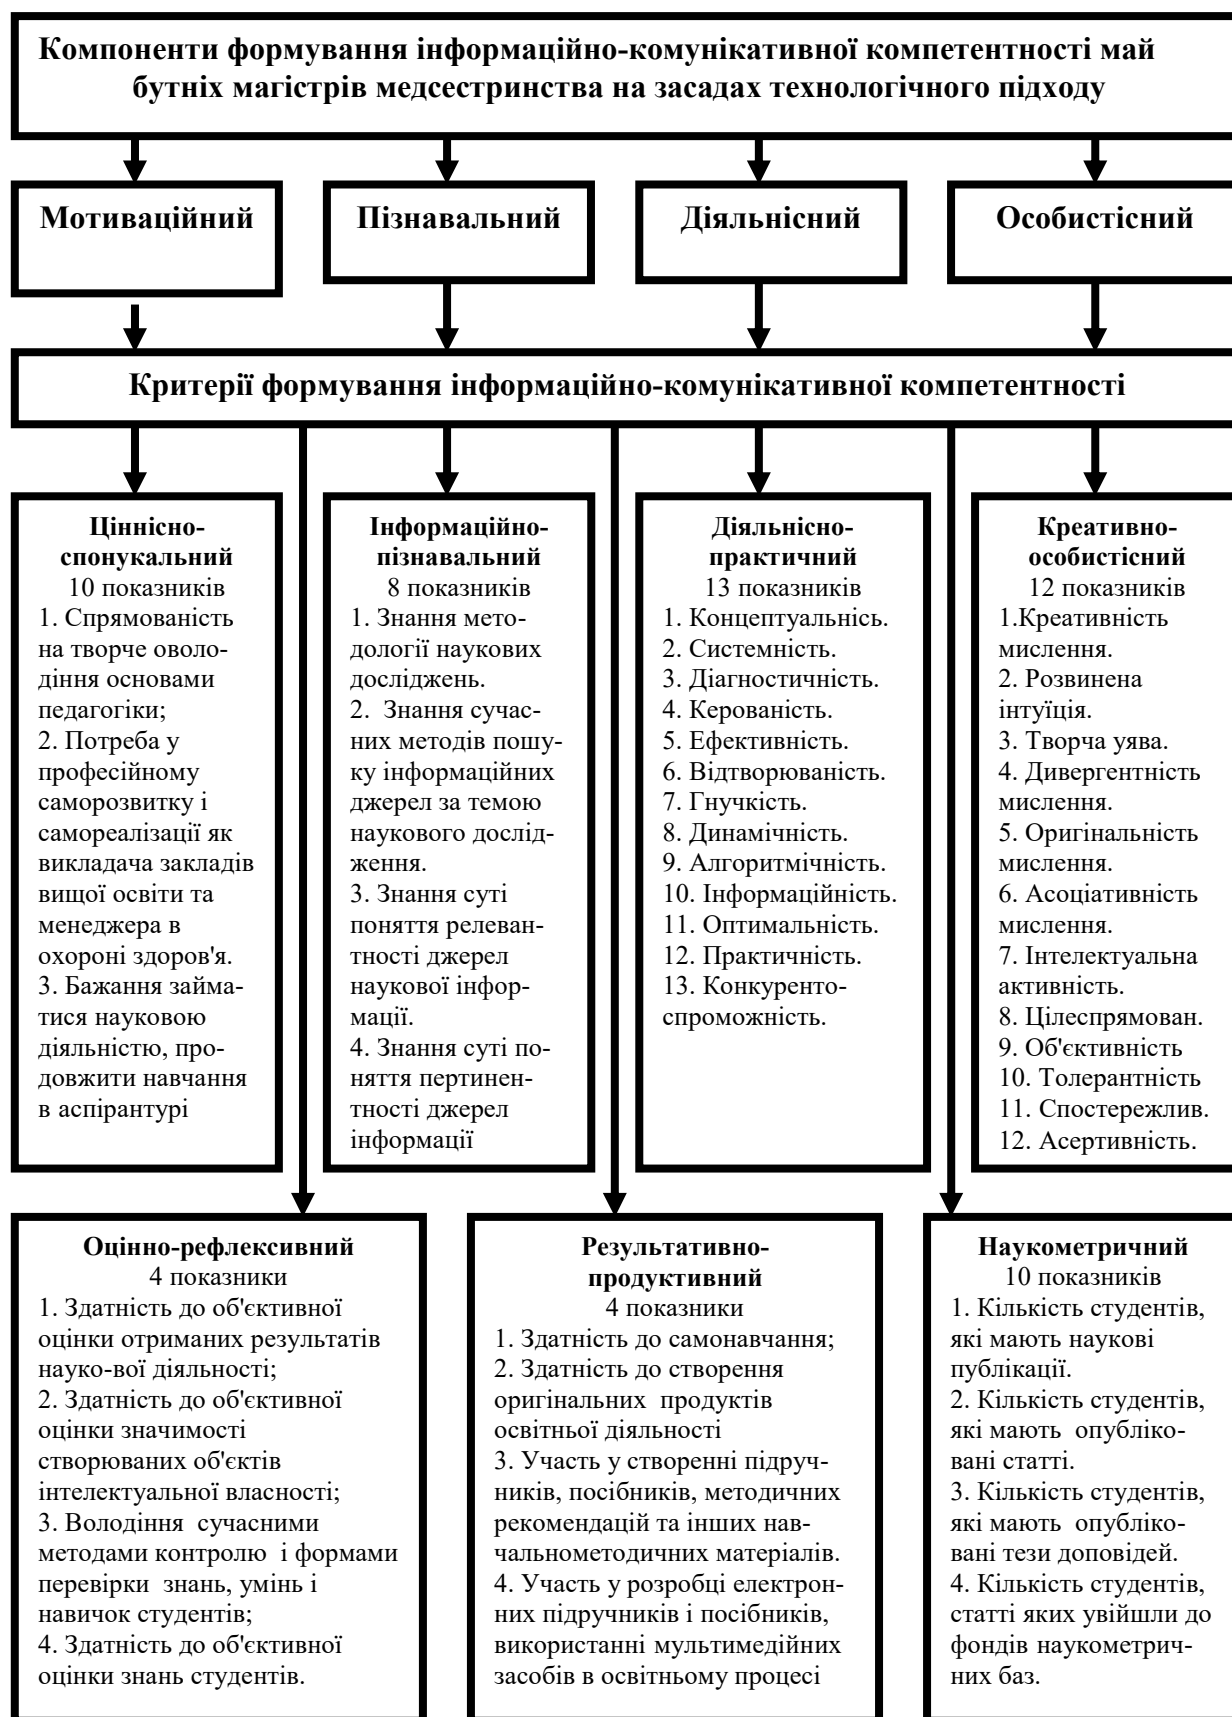 Компоненти формування інформаційно-комунікативної компетентності май
бутніх магістрів медсестринства на засадах технологічного підходу
Мотиваційний
Пізнавальний
Діяльнісний
Особистісний
Критерії формування інформаційно-комунікативної компетентності
Ціннісно-
спонукальний
10 показників
1. Спрямованість
на творче оволо-
діння основами
педагогіки;
2. Потреба у
професійному
саморозвитку і
самореалізації як
викладача закладів
вищої освіти та
менеджера в
охороні здоров'я.
3. Бажання займа-
тися науковою
діяльністю, про-
довжити навчання
в аспірантурі
Інформаційно-
пізнавальний
8 показників
1. Знання мето-
дології наукових
досліджень.
2. Знання сучас-
них методів пошу-
ку інформаційних
джерел за темою
наукового дослід-
ження.
3. Знання суті
поняття релеван-
тності джерел
наукової інфор-
мації.
4. Знання суті по-
няття пертинен-
тності джерел
інформації
Діяльнісно-
практичний
13 показників
1. Концептуальнісь.
2. Системність.
3. Діагностичність.
4. Керованість.
5. Ефективність.
6. Відтворюваність.
7. Гнучкість.
8. Динамічність.
9. Алгоритмічність.
10. Інформаційність.
11. Оптимальність.
12. Практичність.
13. Конкуренто-
спроможність.
Креативно-
особистісний
12 показників
1.Креативність
мислення.
2. Розвинена
інтуїція.
3. Творча уява.
4. Дивергентність
мислення.
5. Оригінальність
мислення.
6. Асоціативність
мислення.
7. Інтелектуальна
активність.
8. Цілеспрямован.
9. Об'єктивність
10. Толерантність
11. Спостережлив.
12. Асертивність.
Оцінно-рефлексивний
4 показники
1. Здатність до об'єктивної
оцінки отриманих результатів
науко-вої діяльності;
2. Здатність до об'єктивної
оцінки значимості
створюваних об'єктів
інтелектуальної власності;
3. Володіння сучасними
методами контролю і формами
перевірки знань, умінь і
навичок студентів;
4. Здатність до об'єктивної
оцінки знань студентів.
Результативно-
продуктивний
4 показники
1. Здатність до самонавчання;
2. Здатність до створення
оригінальних продуктів
освітньої діяльності
3. Участь у створенні підруч-
ників, посібників, методичних
рекомендацій та інших нав-
чальнометодичних матеріалів.
4. Участь у розробці електрон-
них підручників і посібників,
використанні мультимедійних
засобів в освітньому процесі
Наукометричний
10 показників
1. Кількість студентів,
які мають наукові
публікації.
2. Кількість студентів,
які мають опубліко-
вані статті.
3. Кількість студентів,
які мають опубліко-
вані тези доповідей.
4. Кількість студентів,
статті яких увійшли до
фондів наукометрич-
них баз.